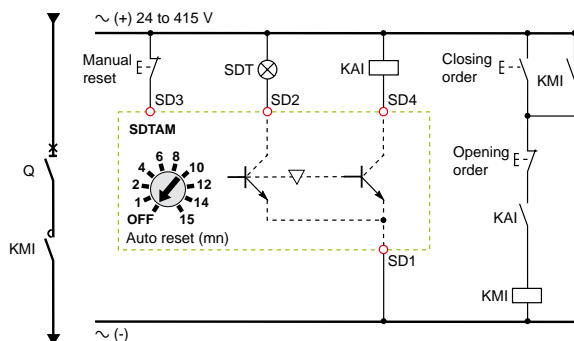 ∼ (+) 24 to 415 V
Manual
reset
SDT
KAI
Closing
order
KMI
SD3
SD2
SD4
SDTAM
Q
6
8
4
10
2
12
1
14
OFF
15
Auto reset (mn)
Opening
order
KAI
KMI
SD1
KMI
∼ (-)